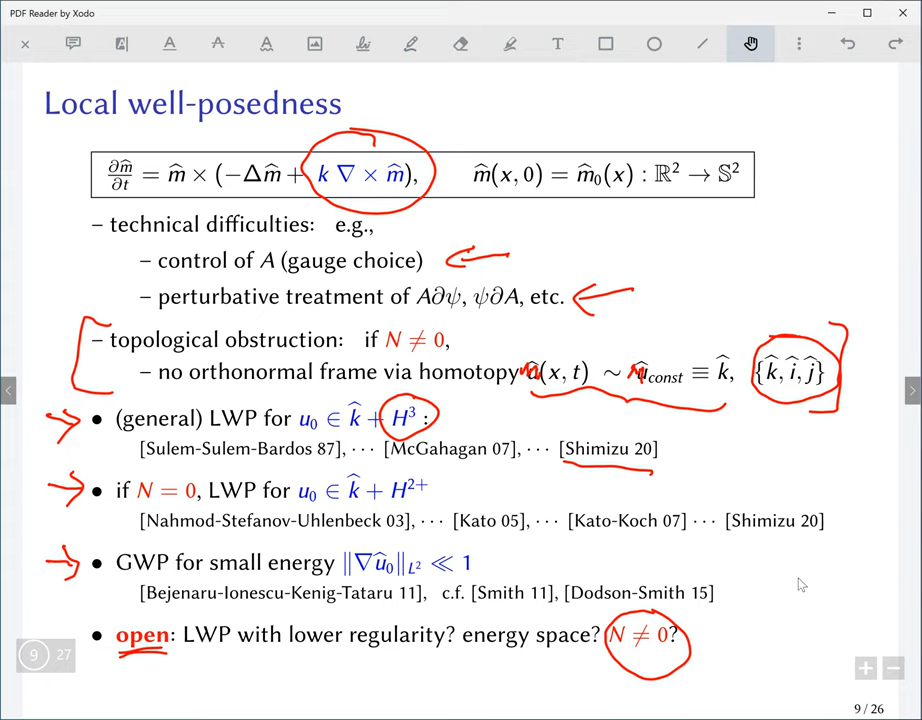 PDF Reader by Xodo
Local well-posedness
∂m̂/∂t = m̂ × (−Δm̂ + k ∇ × m̂), m̂(x, 0) = m̂₀(x) : ℝ² → 𝕊²
– technical difficulties: e.g.,
– control of A (gauge choice)
– perturbative treatment of A∂ψ, ψ∂A, etc.
– topological obstruction: if N ≠ 0,
– no orthonormal frame via homotopy m̂(x, t) ∼ m̂const ≡ k̂, {k̂, î, ĵ}
• (general) LWP for u₀ ∈ k̂ + H³ :
[Sulem-Sulem-Bardos 87], ··· [McGahagan 07], ··· [Shimizu 20]
• if N = 0, LWP for u₀ ∈ k̂ + H²⁺
[Nahmod-Stefanov-Uhlenbeck 03], ··· [Kato 05], ··· [Kato-Koch 07] ··· [Shimizu 20]
• GWP for small energy ‖∇û₀‖L² ≪ 1
[Bejenaru-Ionescu-Kenig-Tataru 11], c.f. [Smith 11], [Dodson-Smith 15]
• open: LWP with lower regularity? energy space? N ≠ 0?
9 27
9 / 26